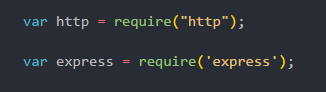 var http = require("http");
var express = require('express');